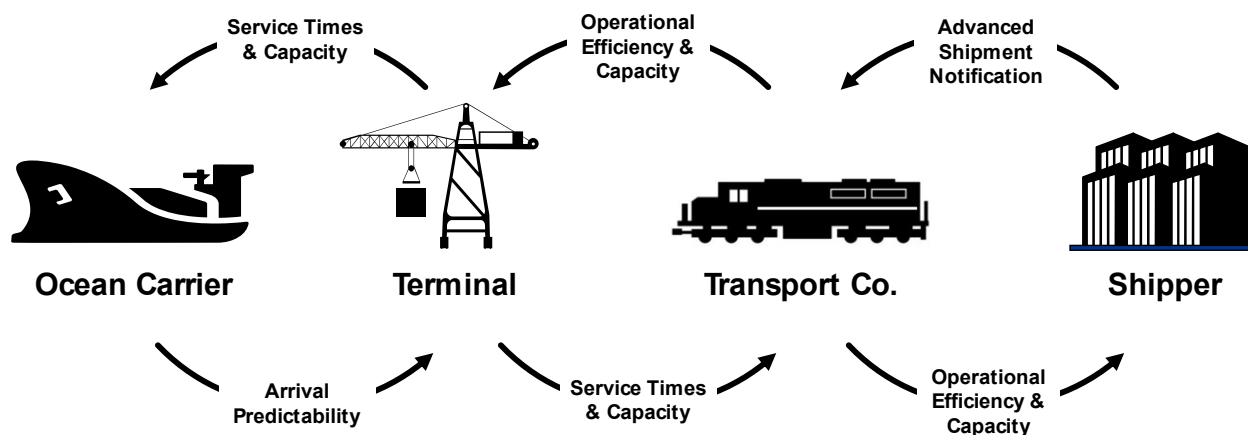 Service Times
& Capacity
Operational
Efficiency &
Capacity
Advanced
Shipment
Notification
Ocean Carrier
Terminal
Transport Co.
Shipper
Arrival
Predictability
Service Times
& Capacity
Operational
Efficiency &
Capacity